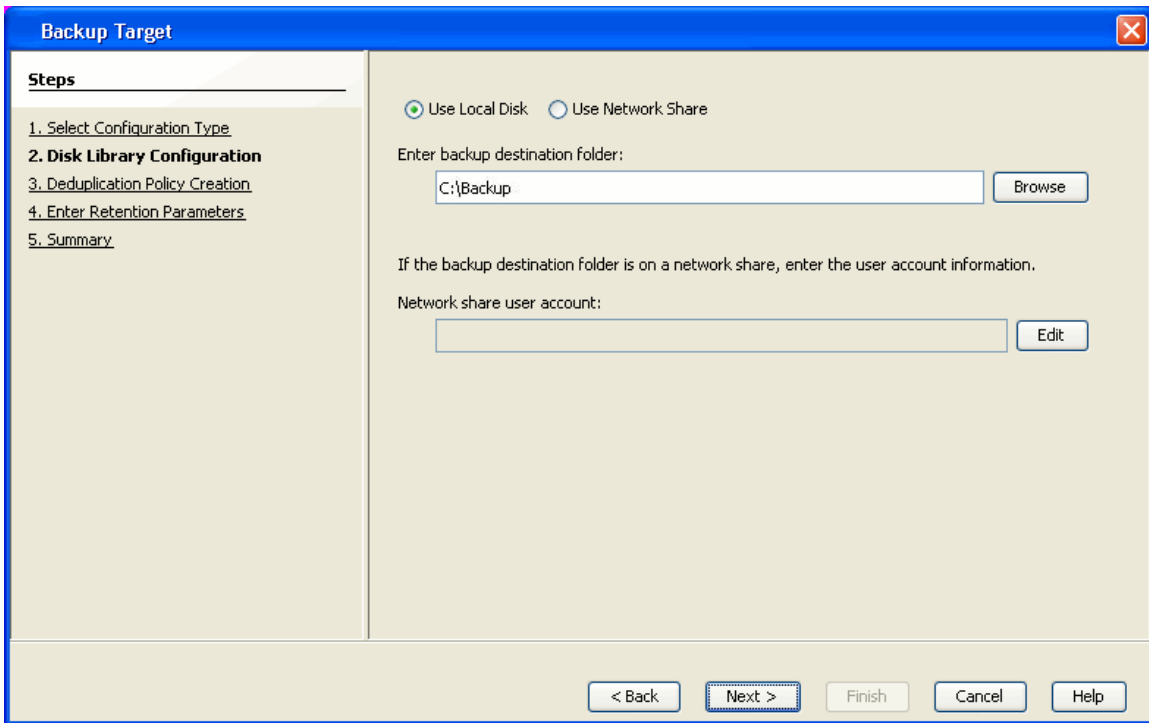 Backup Target
Steps
1. Select Configuration Type
2. Disk Library Configuration
3. Deduplication Policy Creation
4. Enter Retention Parameters
5. Summary
Use Local Disk Use Network Share
Enter backup destination folder:
C:\Backup Browse
If the backup destination folder is on a network share, enter the user account information.
Network share user account:
Edit
< Back Next > Finish Cancel Help